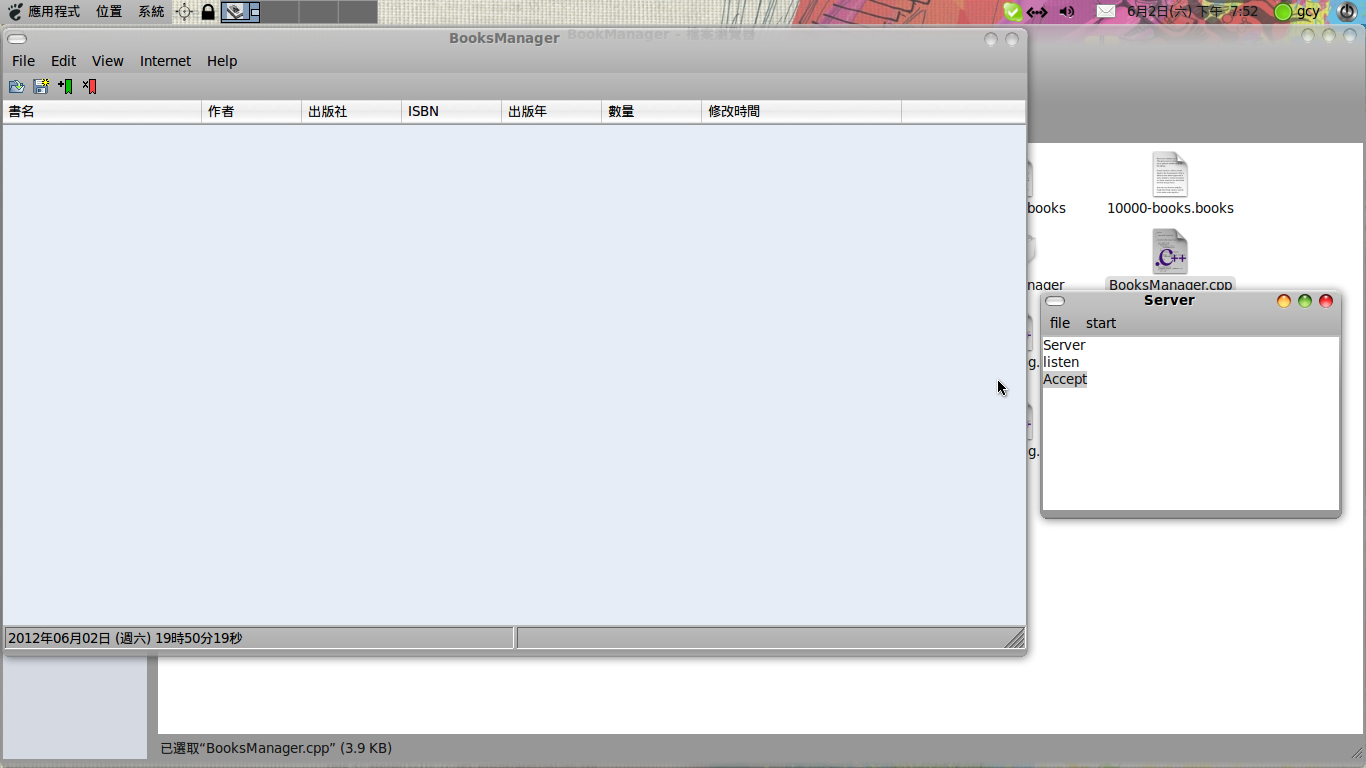 應用程式 位置 系統 6月2日(六) 下午 7:52 gcy
BooksManager
BookManager - 檔案瀏覽器
File Edit View Internet Help
書名 作者 出版社 ISBN 出版年 數量 修改時間
books 10000-books.books
.C++
nager BooksManager.cpp
Server
file start
Server
listen
Accept
g.
g.
2012年06月02日 (週六) 19時50分19秒
已選取“BooksManager.cpp” (3.9 KB)